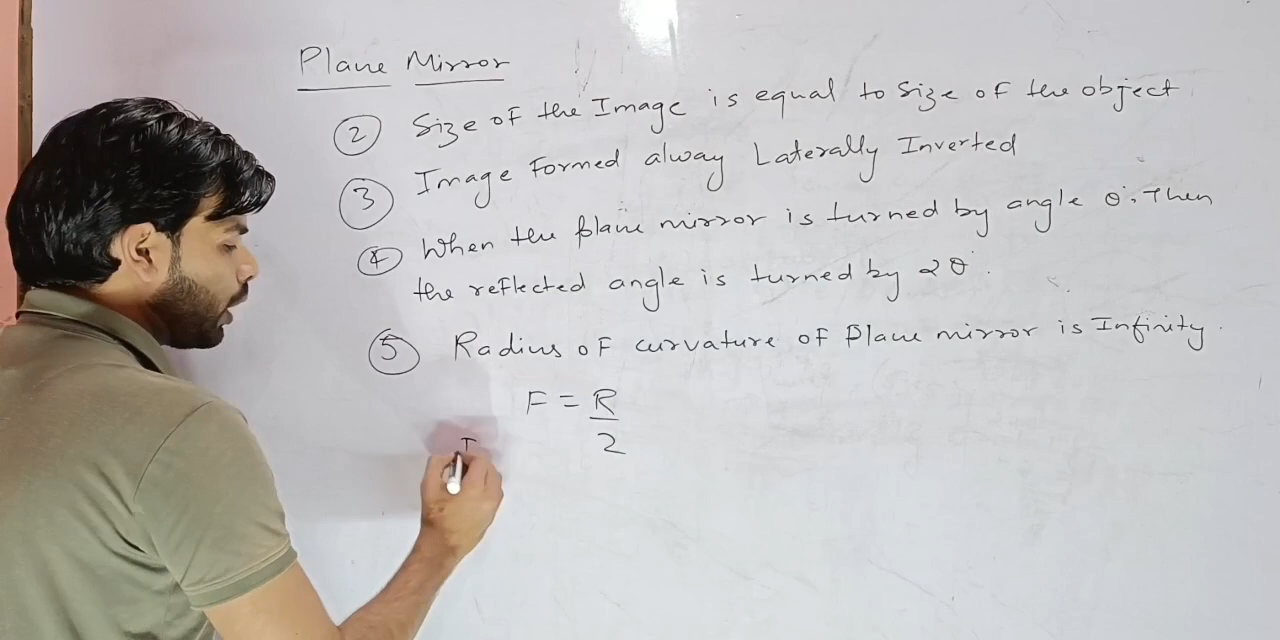 Plane Mirror
② Size of the Image is equal to size of the object
③ Image Formed alway Laterally Inverted
④ When the plane mirror is turned by angle θ. Then
the reflected angle is turned by 2θ.
⑤ Radius of curvature of Plane mirror is Infinity.
F = R/2